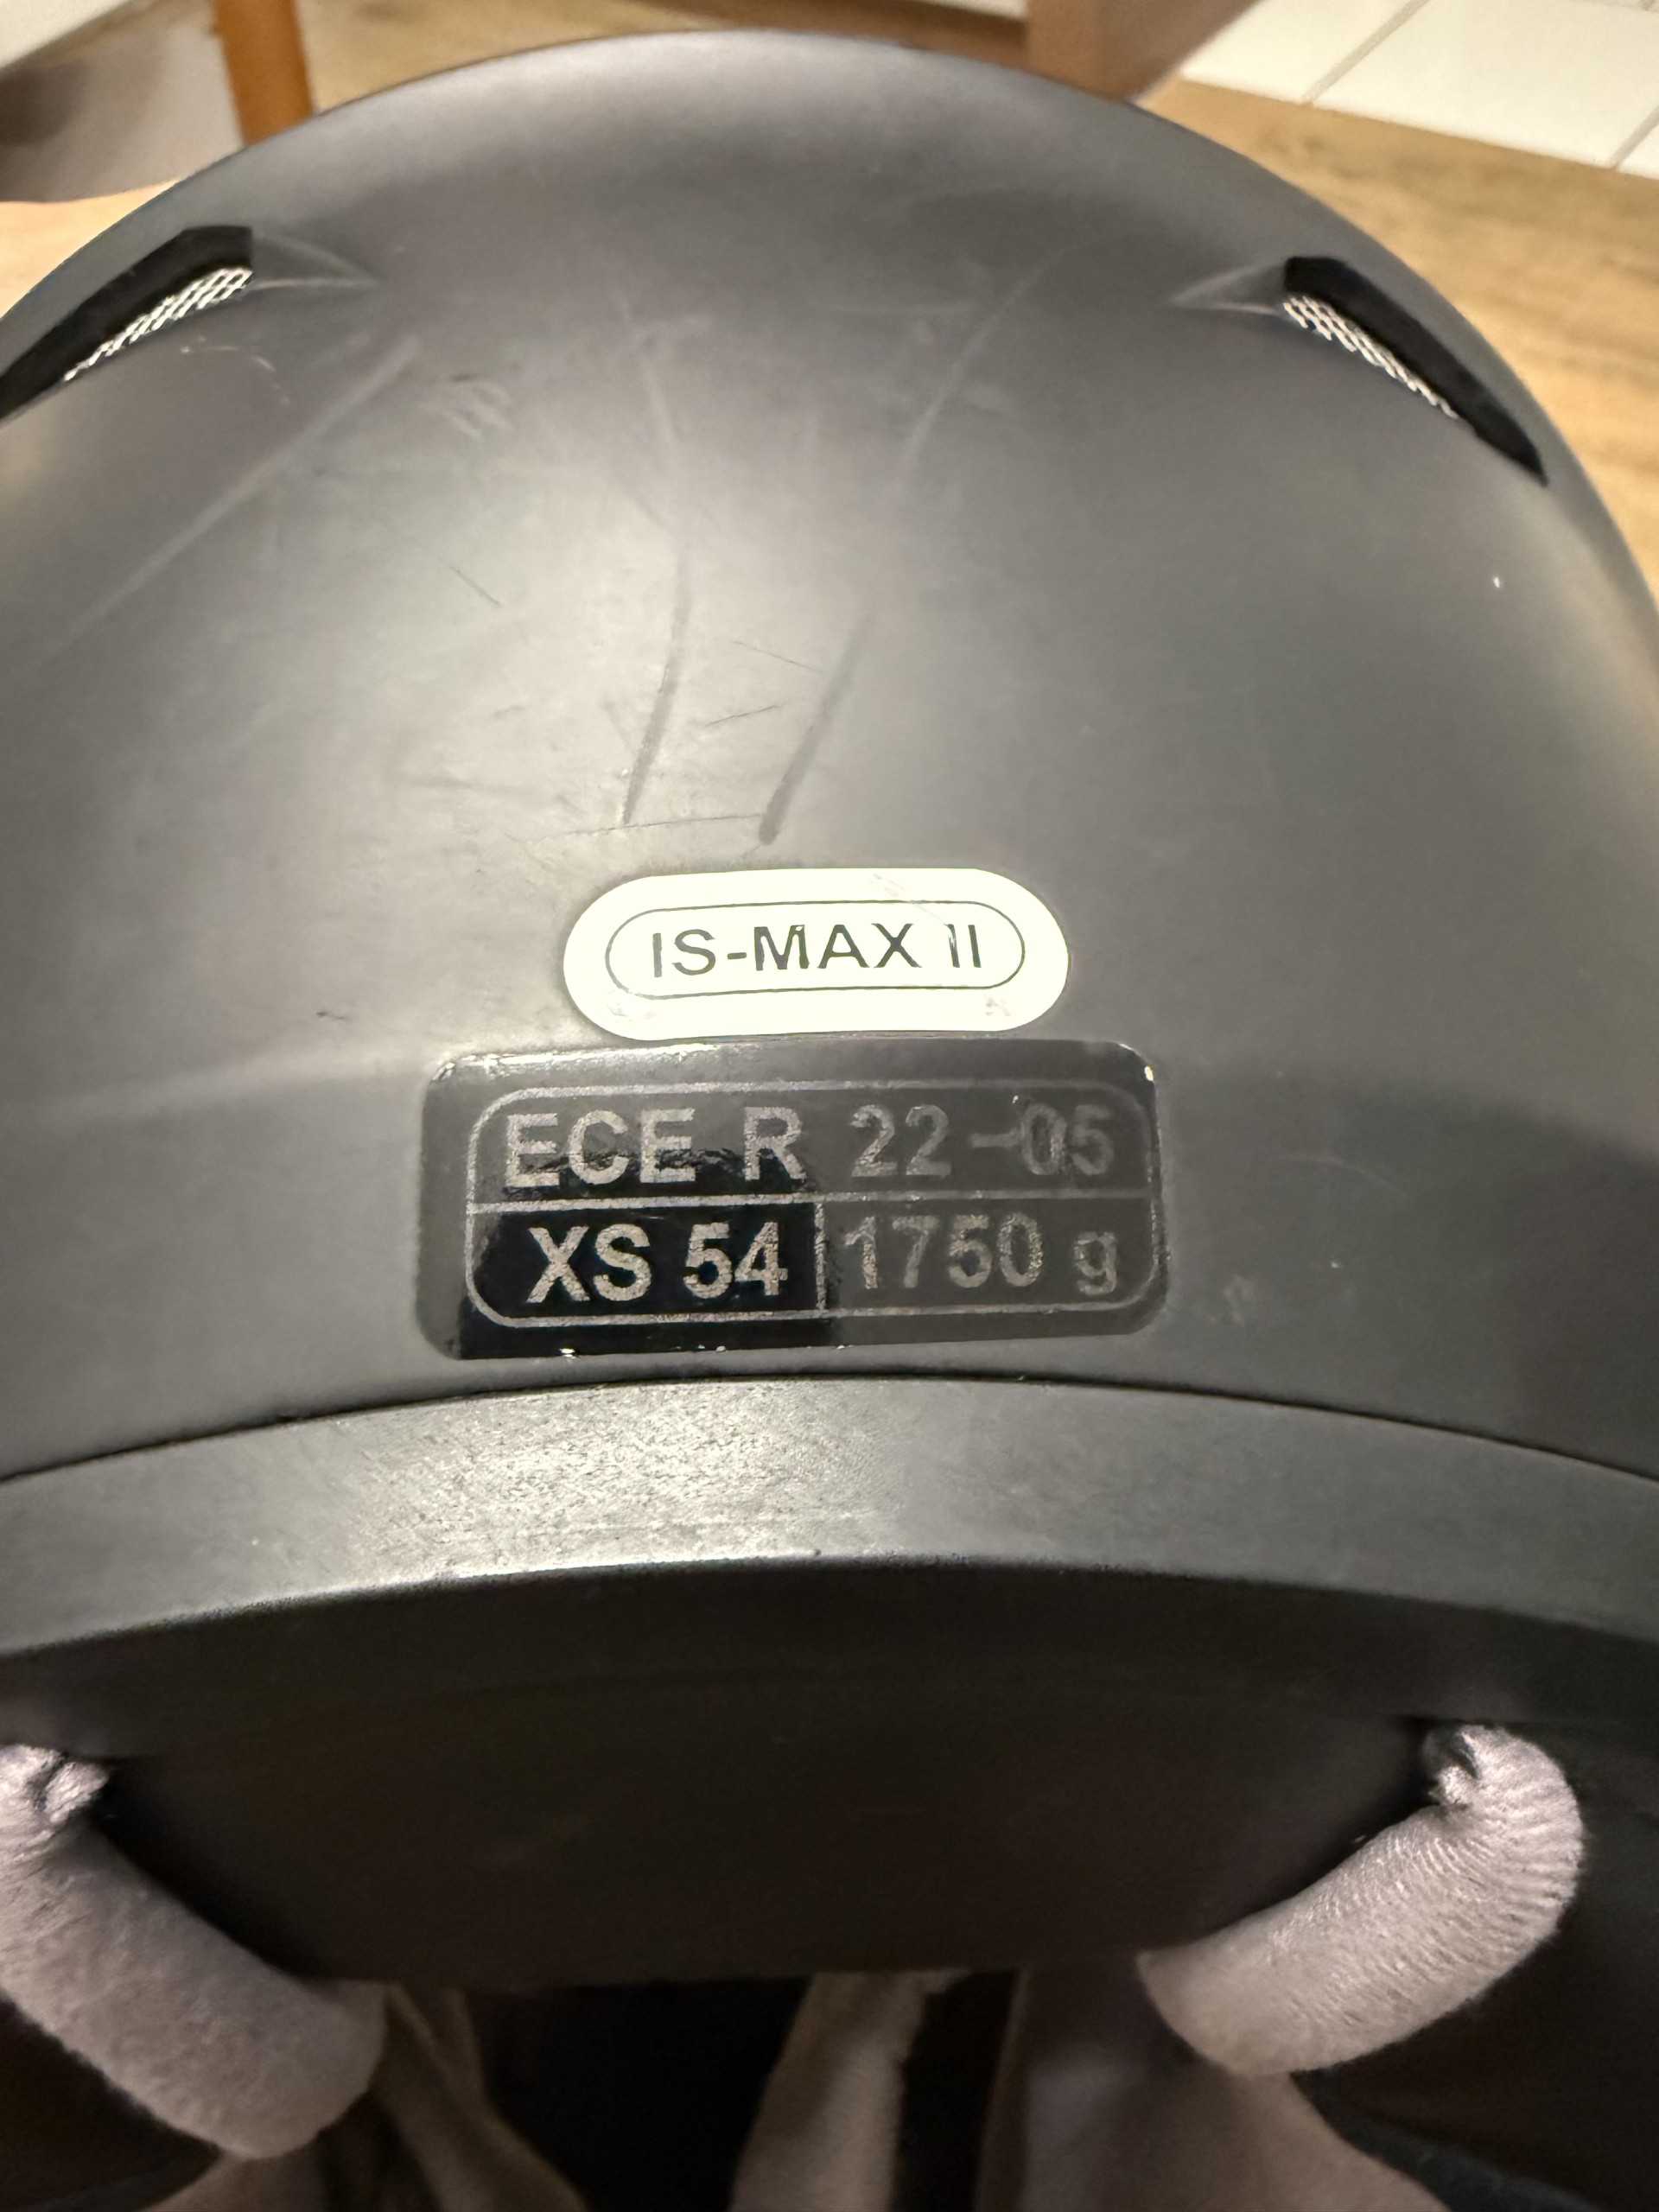 IS-MAX II
ECE R 22-05
XS 54 1750 g